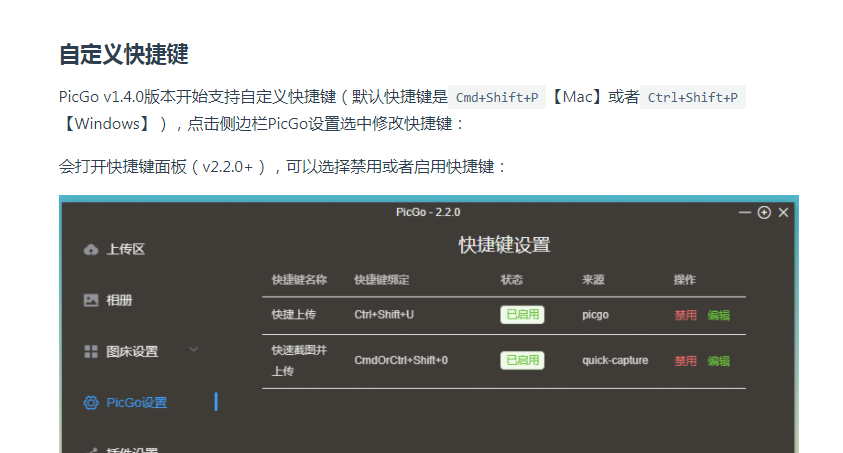 自定义快捷键
PicGo v1.4.0版本开始支持自定义快捷键（默认快捷键是 Cmd+Shift+P 【Mac】或者 Ctrl+Shift+P
【Windows】），点击侧边栏PicGo设置选中修改快捷键：
会打开快捷键面板（v2.2.0+），可以选择禁用或者启用快捷键：
PicGo - 2.2.0
上传区
相册
图床设置
PicGo设置
插件设置
快捷键设置
快捷键名称 快捷键绑定 状态 来源 操作
快捷上传 Ctrl+Shift+U 已启用 picgo 禁用 编辑
快速截图并
上传 CmdOrCtrl+Shift+0 已启用 quick-capture 禁用 编辑